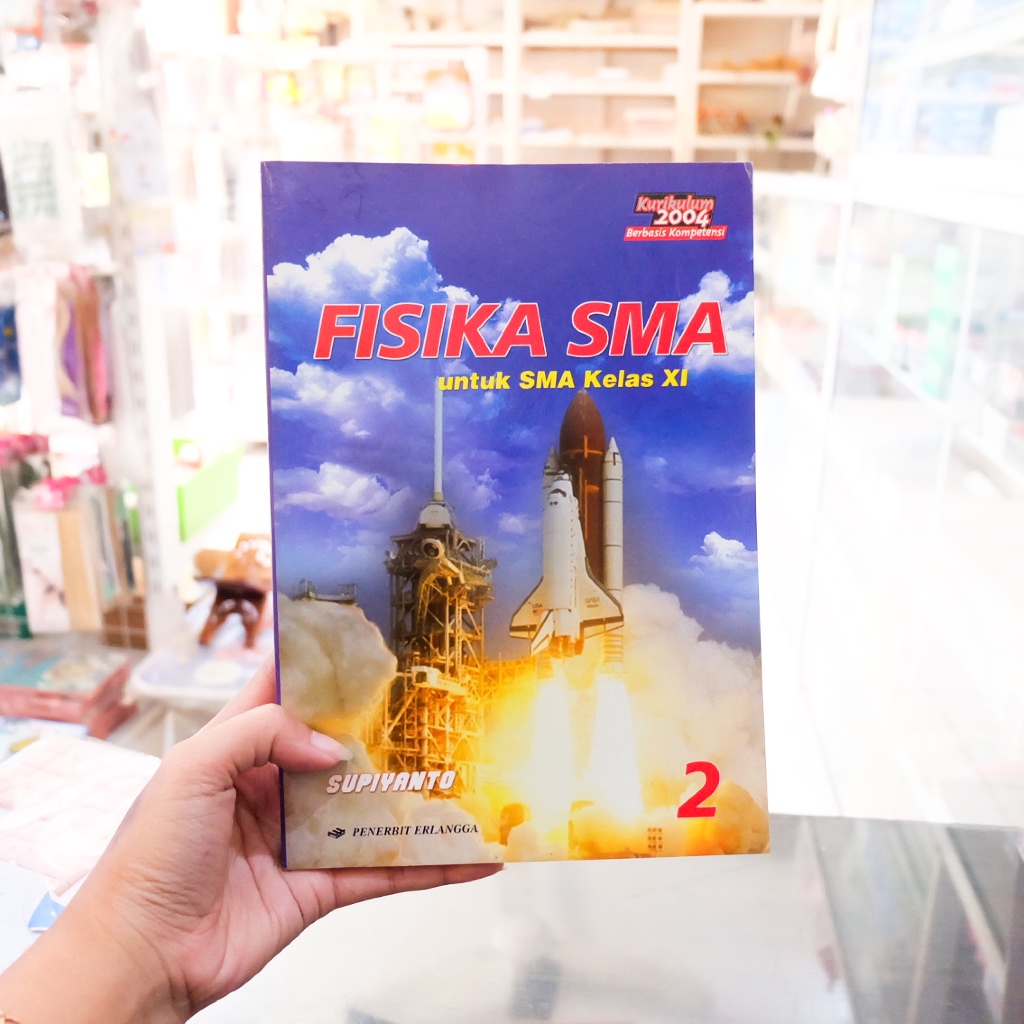 Kurikulum
2004
Berbasis Kompetensi
FISIKA SMA
untuk SMA Kelas XI
SUPIYANTO
2
PENERBIT ERLANGGA